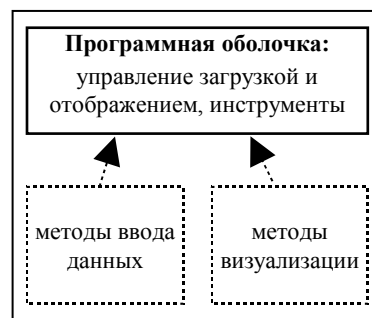 Программная оболочка:
управление загрузкой и
отображением, инструменты
методы ввода
данных
методы
визуализации